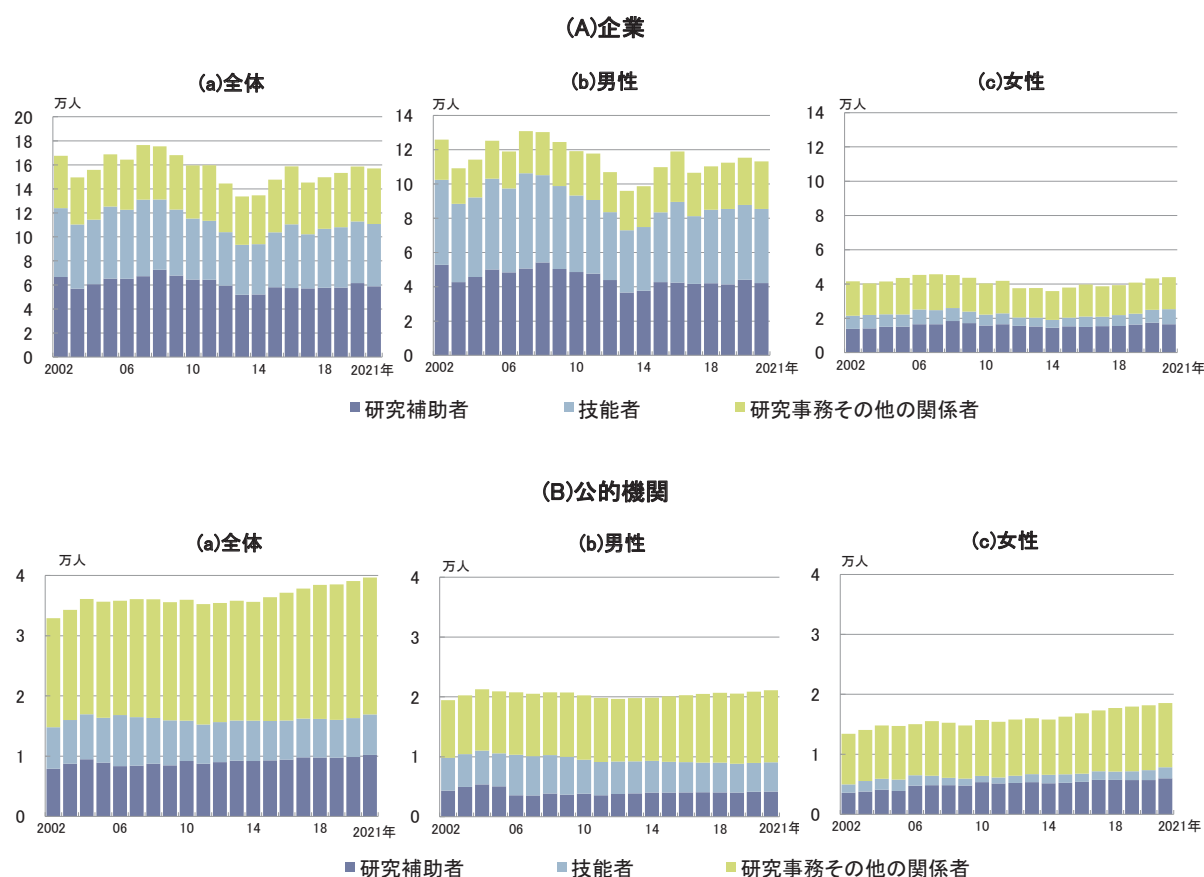 (A)企業
(a)全体
(b)男性
(c)女性
万人
20
18
16
14
12
10
8
6
4
2
0
2002
06
10
14
18
2021年
万人
14
12
10
8
6
4
2
0
2002
06
10
14
18
2021年
万人
14
12
10
8
6
4
2
0
2002
06
10
14
18
2021年
研究補助者
技能者
研究事務その他の関係者
(B)公的機関
(a)全体
(b)男性
(c)女性
万人
4
3
2
1
0
2002
06
10
14
18
2021年
万人
4
3
2
1
0
2002
06
10
14
18
2021年
万人
4
3
2
1
0
2002
06
10
14
18
2021年
研究補助者
技能者
研究事務その他の関係者